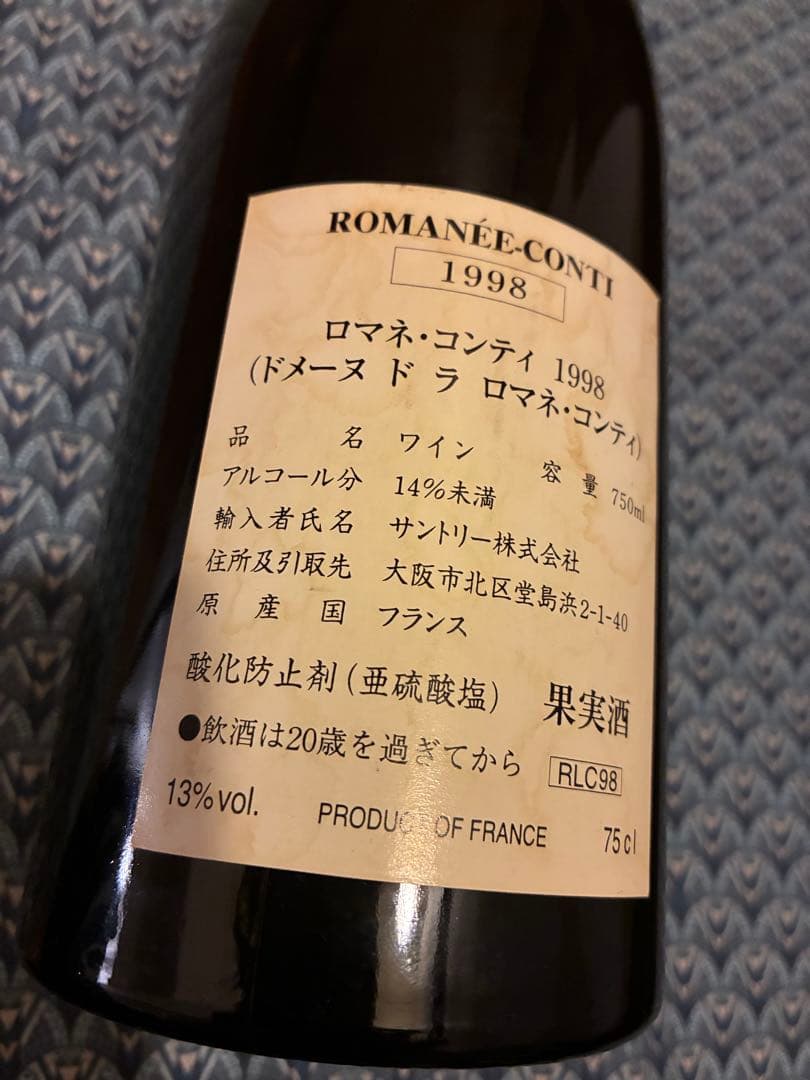 ROMANÉE-CONTI
1998
ロマネ・コンティ 1998
(ドメーヌ ド ラ ロマネ・コンティ)
品名 ワイン 容量 750ml
アルコール分 14%未満
輸入者氏名 サントリー株式会社
住所及引取先 大阪市北区堂島浜2-1-40
原産国 フランス
酸化防止剤(亜硫酸塩) 果実酒
●飲酒は20歳を過ぎてから RLC98
13%vol. PRODUCT OF FRANCE 75cl